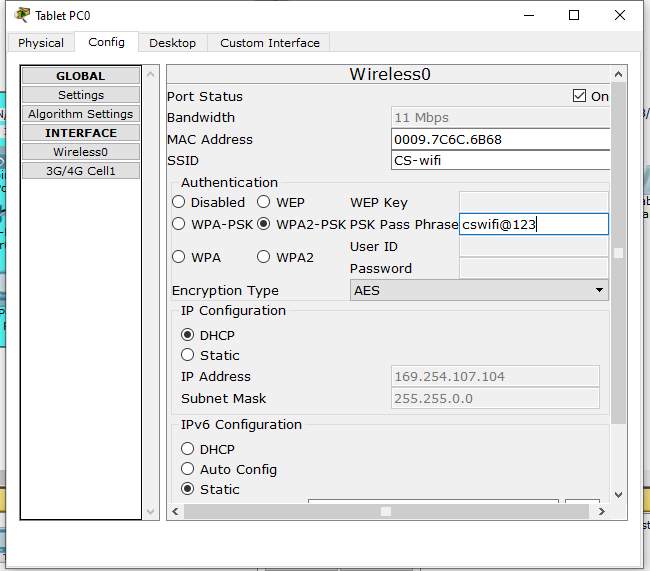 Tablet PC0
Physical Config Desktop Custom Interface
GLOBAL
Settings
Algorithm Settings
INTERFACE
Wireless0
3G/4G Cell1
Wireless0
Port Status On
Bandwidth 11 Mbps
MAC Address 0009.7C6C.6B68
SSID CS-wifi
Authentication
Disabled WEP WEP Key
WPA-PSK WPA2-PSK PSK Pass Phrase cswifi@123
User ID
WPA WPA2
Password
Encryption Type AES
IP Configuration
DHCP
Static
IP Address 169.254.107.104
Subnet Mask 255.255.0.0
IPv6 Configuration
DHCP
Auto Config
Static